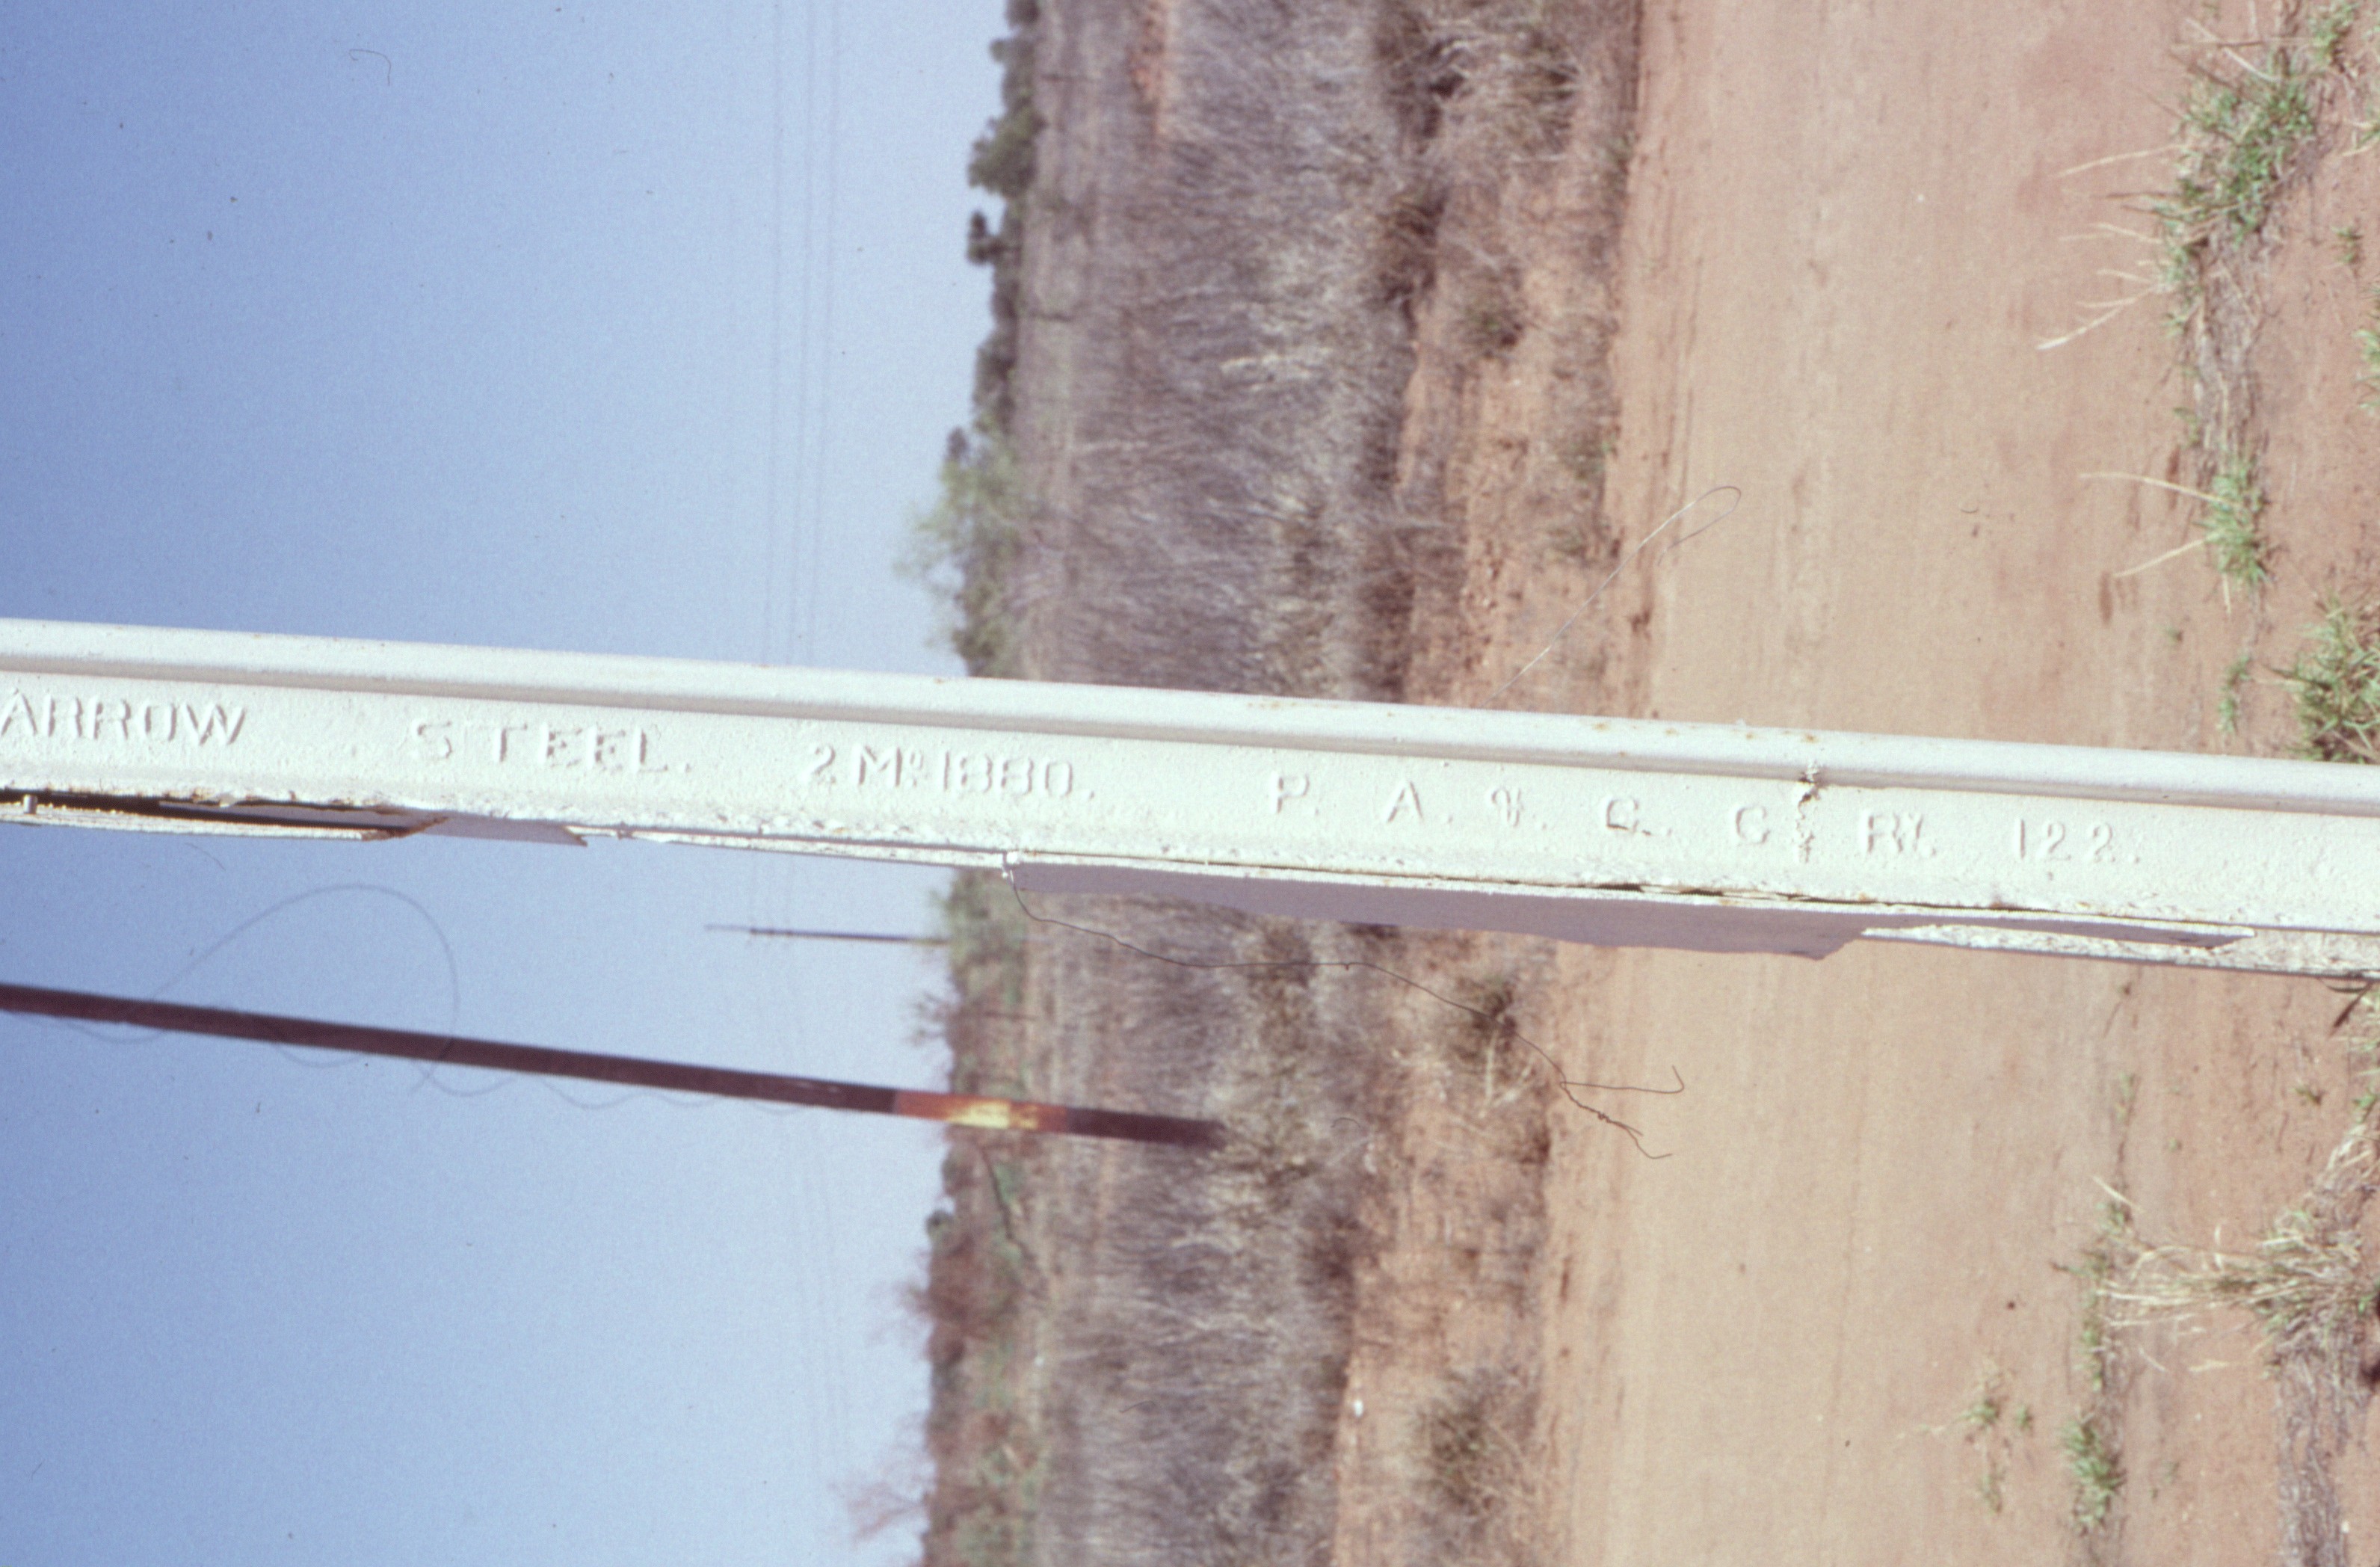 ARROW STEEL. 2 Mo 1880. P. A. & G. C. Ry. 122.